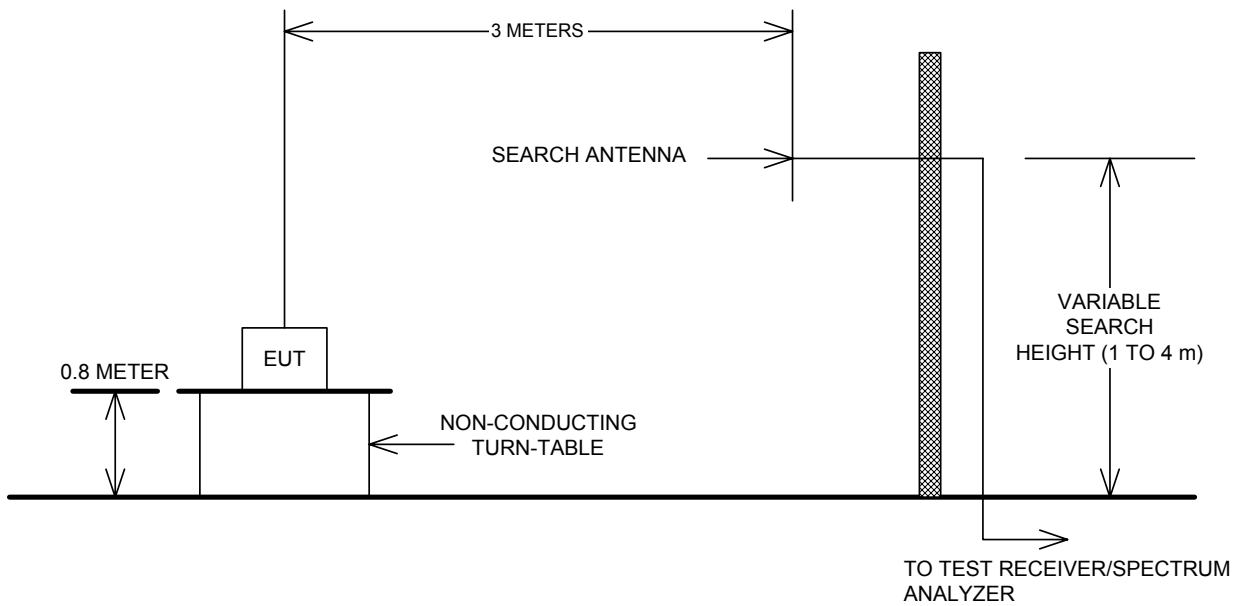 3 METERS
SEARCH ANTENNA
VARIABLE
SEARCH
HEIGHT (1 TO 4 m)
EUT
0.8 METER
NON-CONDUCTING
TURN-TABLE
TO TEST RECEIVER/SPECTRUM
ANALYZER